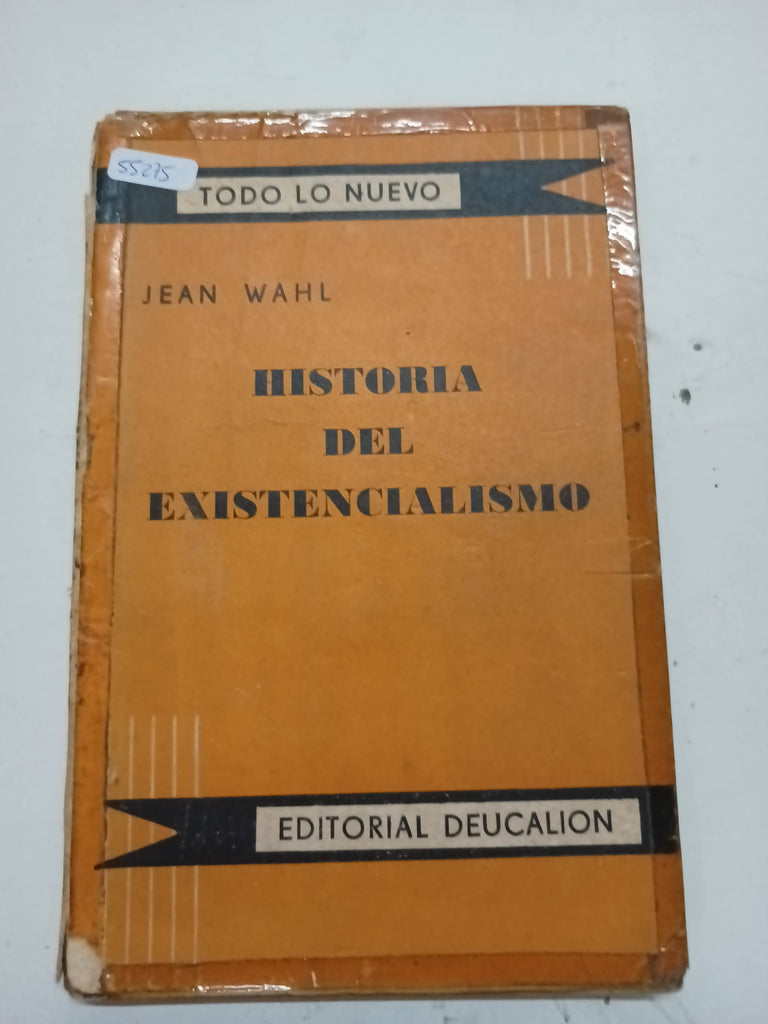 55275
TODO LO NUEVO
JEAN WAHL
HISTORIA
DEL
EXISTENCIALISMO
EDITORIAL DEUCALION